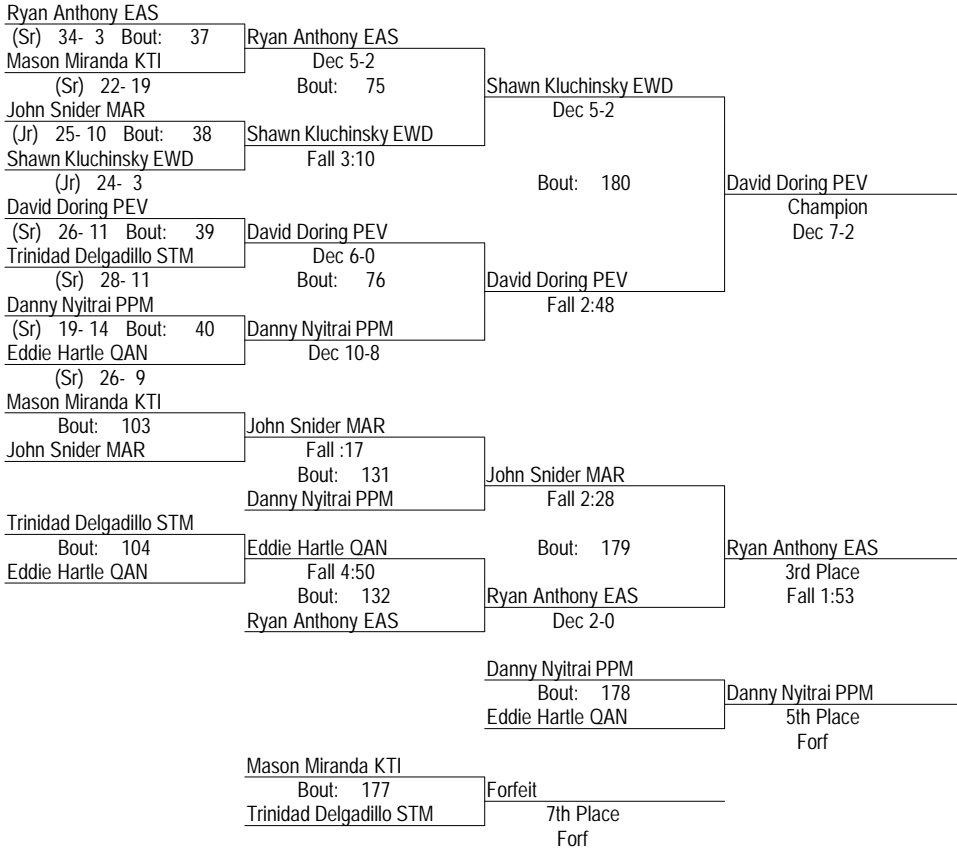 Ryan Anthony EAS
(Sr) 34- 3 Bout: 37 Ryan Anthony EAS
Mason Miranda KTI Dec 5-2
(Sr) 22- 19 Bout: 75 Shawn Kluchinsky EWD
John Snider MAR Dec 5-2
(Jr) 25- 10 Bout: 38 Shawn Kluchinsky EWD
Shawn Kluchinsky EWD Fall 3:10
(Jr) 24- 3 Bout: 180 David Doring PEV
David Doring PEV Champion
(Sr) 26- 11 Bout: 39 David Doring PEV Dec 7-2
Trinidad Delgadillo STM Dec 6-0
(Sr) 28- 11 Bout: 76 David Doring PEV
Danny Nyitrai PPM Fall 2:48
(Sr) 19- 14 Bout: 40 Danny Nyitrai PPM
Eddie Hartle QAN Dec 10-8
(Sr) 26- 9
Mason Miranda KTI
Bout: 103 John Snider MAR
John Snider MAR Fall :17
Bout: 131 John Snider MAR
Danny Nyitrai PPM Fall 2:28
Trinidad Delgadillo STM
Bout: 104 Eddie Hartle QAN Bout: 179 Ryan Anthony EAS
Eddie Hartle QAN Fall 4:50 3rd Place
Bout: 132 Ryan Anthony EAS Fall 1:53
Ryan Anthony EAS Dec 2-0
Danny Nyitrai PPM
Bout: 178 Danny Nyitrai PPM
Eddie Hartle QAN 5th Place
Forf
Mason Miranda KTI
Bout: 177 Forfeit
Trinidad Delgadillo STM 7th Place
Forf